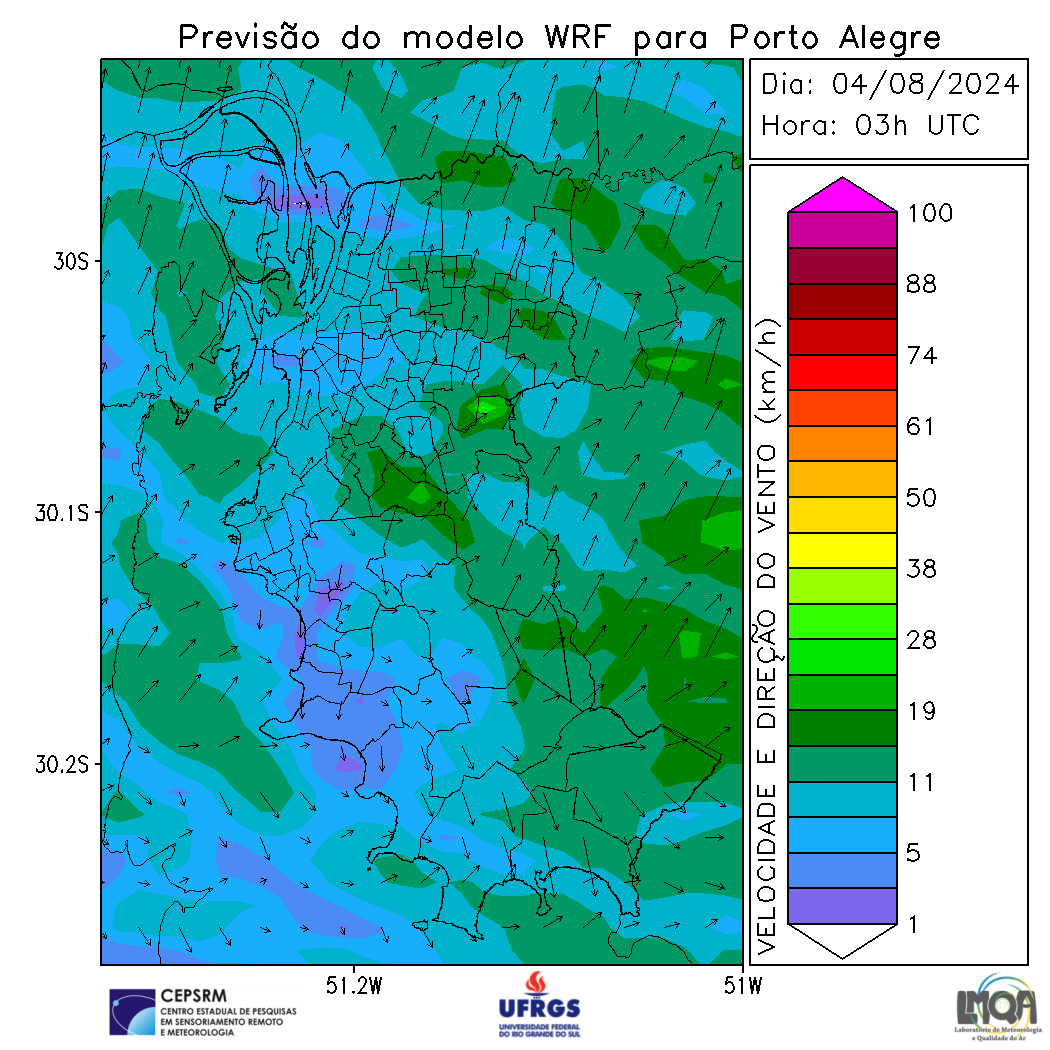 Previsão do modelo WRF para Porto Alegre
Dia: 04/08/2024
Hora: 03h UTC
30S
30.1S
30.2S
51.2W
51W
VELOCIDADE E DIREÇÃO DO VENTO (km/h)
100
88
74
61
50
38
28
19
11
5
1
CEPSRM
CENTRO ESTADUAL DE PESQUISAS
EM SENSORIAMENTO REMOTO
E METEOROLOGIA
UFRGS
UNIVERSIDADE FEDERAL
DO RIO GRANDE DO SUL
LMQA
Laboratório de Meteorologia
e Qualidade do Ar